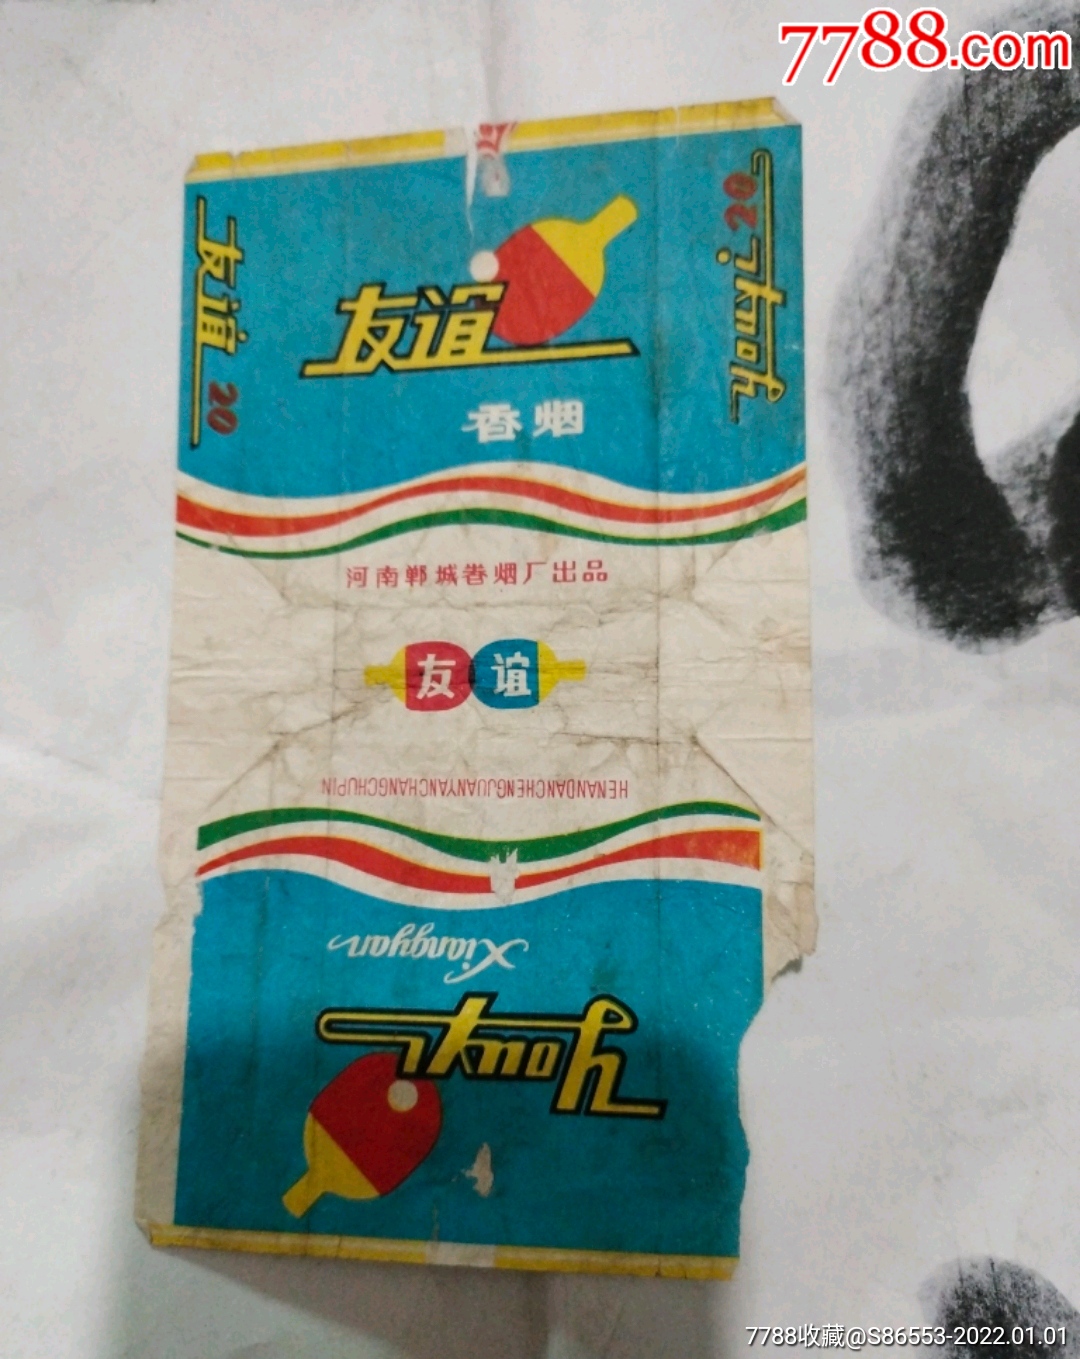 7788.com
友谊 20
友谊
香烟
20
youyi
河南郸城卷烟厂出品
友谊
HENANDANCHENGJUANYANCHANGCHUPIN
Xiangyan
youyi
7788收藏@S86553-2022.01.01